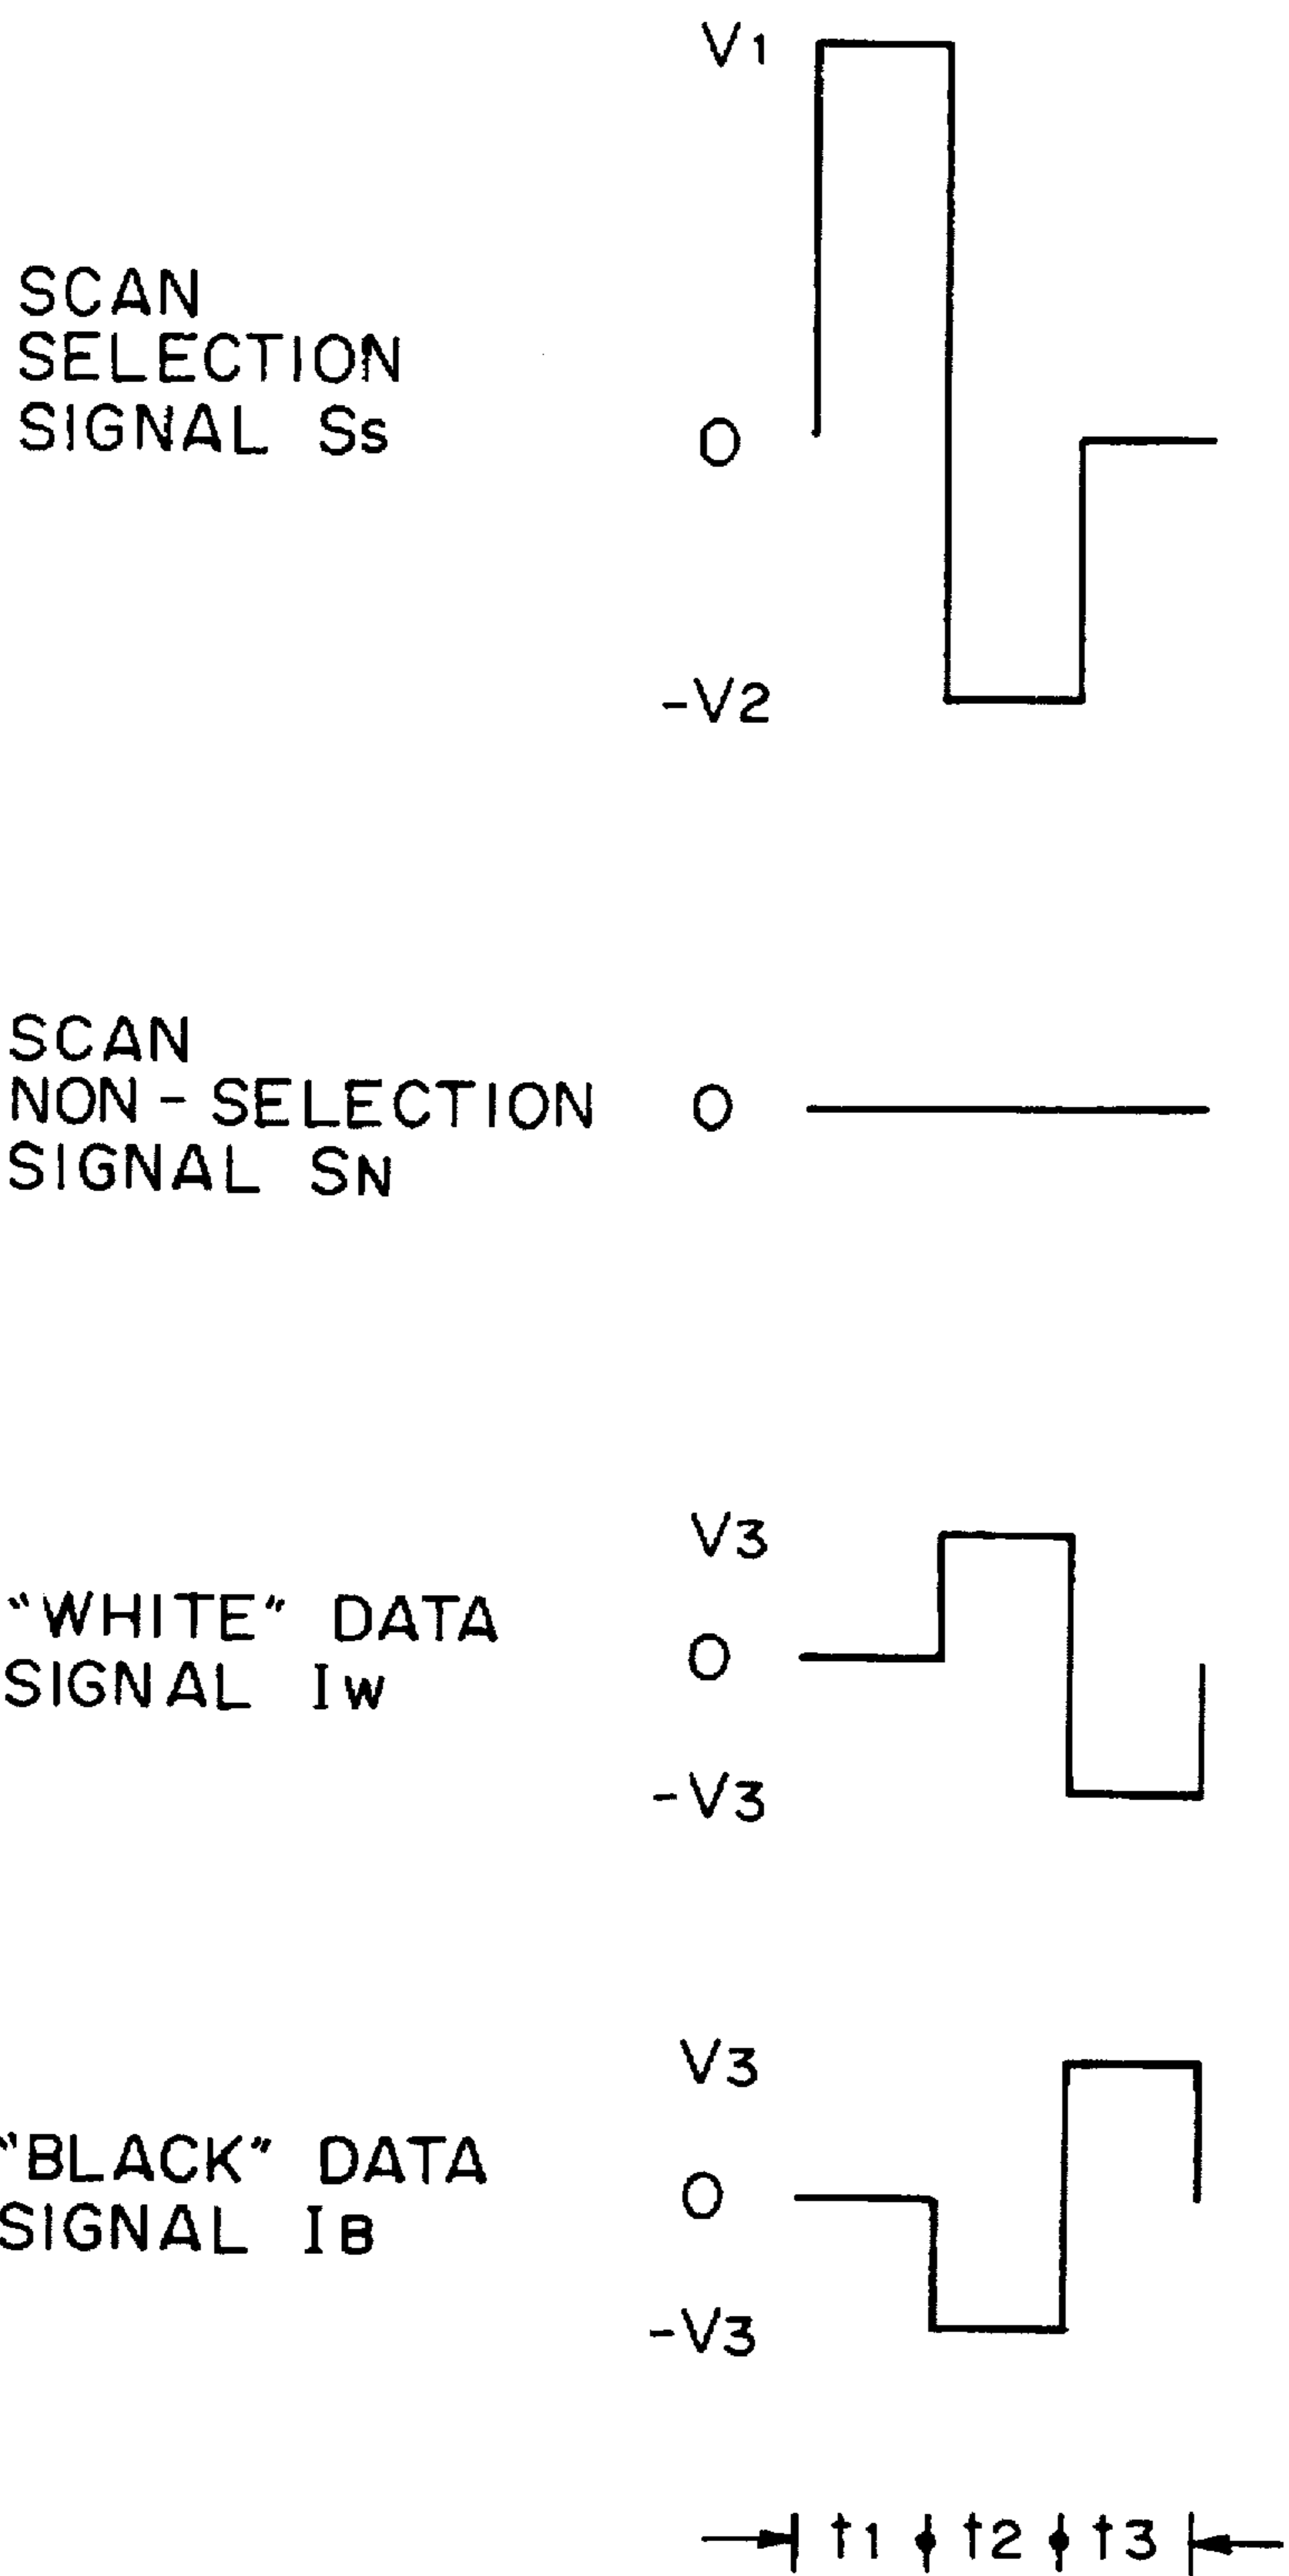 V1
SCAN
SELECTION
SIGNAL Ss
0
-V2
SCAN
NON-SELECTION
SIGNAL SN
0
V3
"WHITE" DATA
SIGNAL IW
0
-V3
V3
"BLACK" DATA
SIGNAL IB
0
-V3
t1 t2 t3